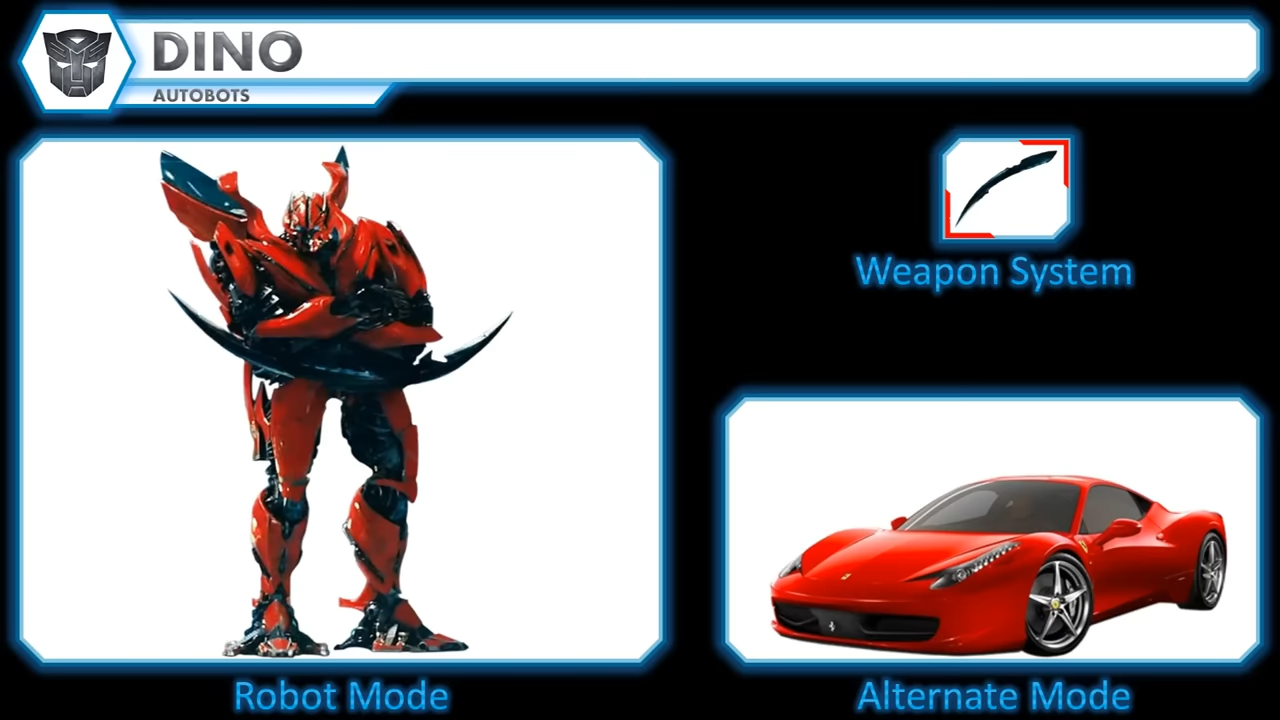 DINO
AUTOBOTS
Weapon System
Robot Mode
Alternate Mode